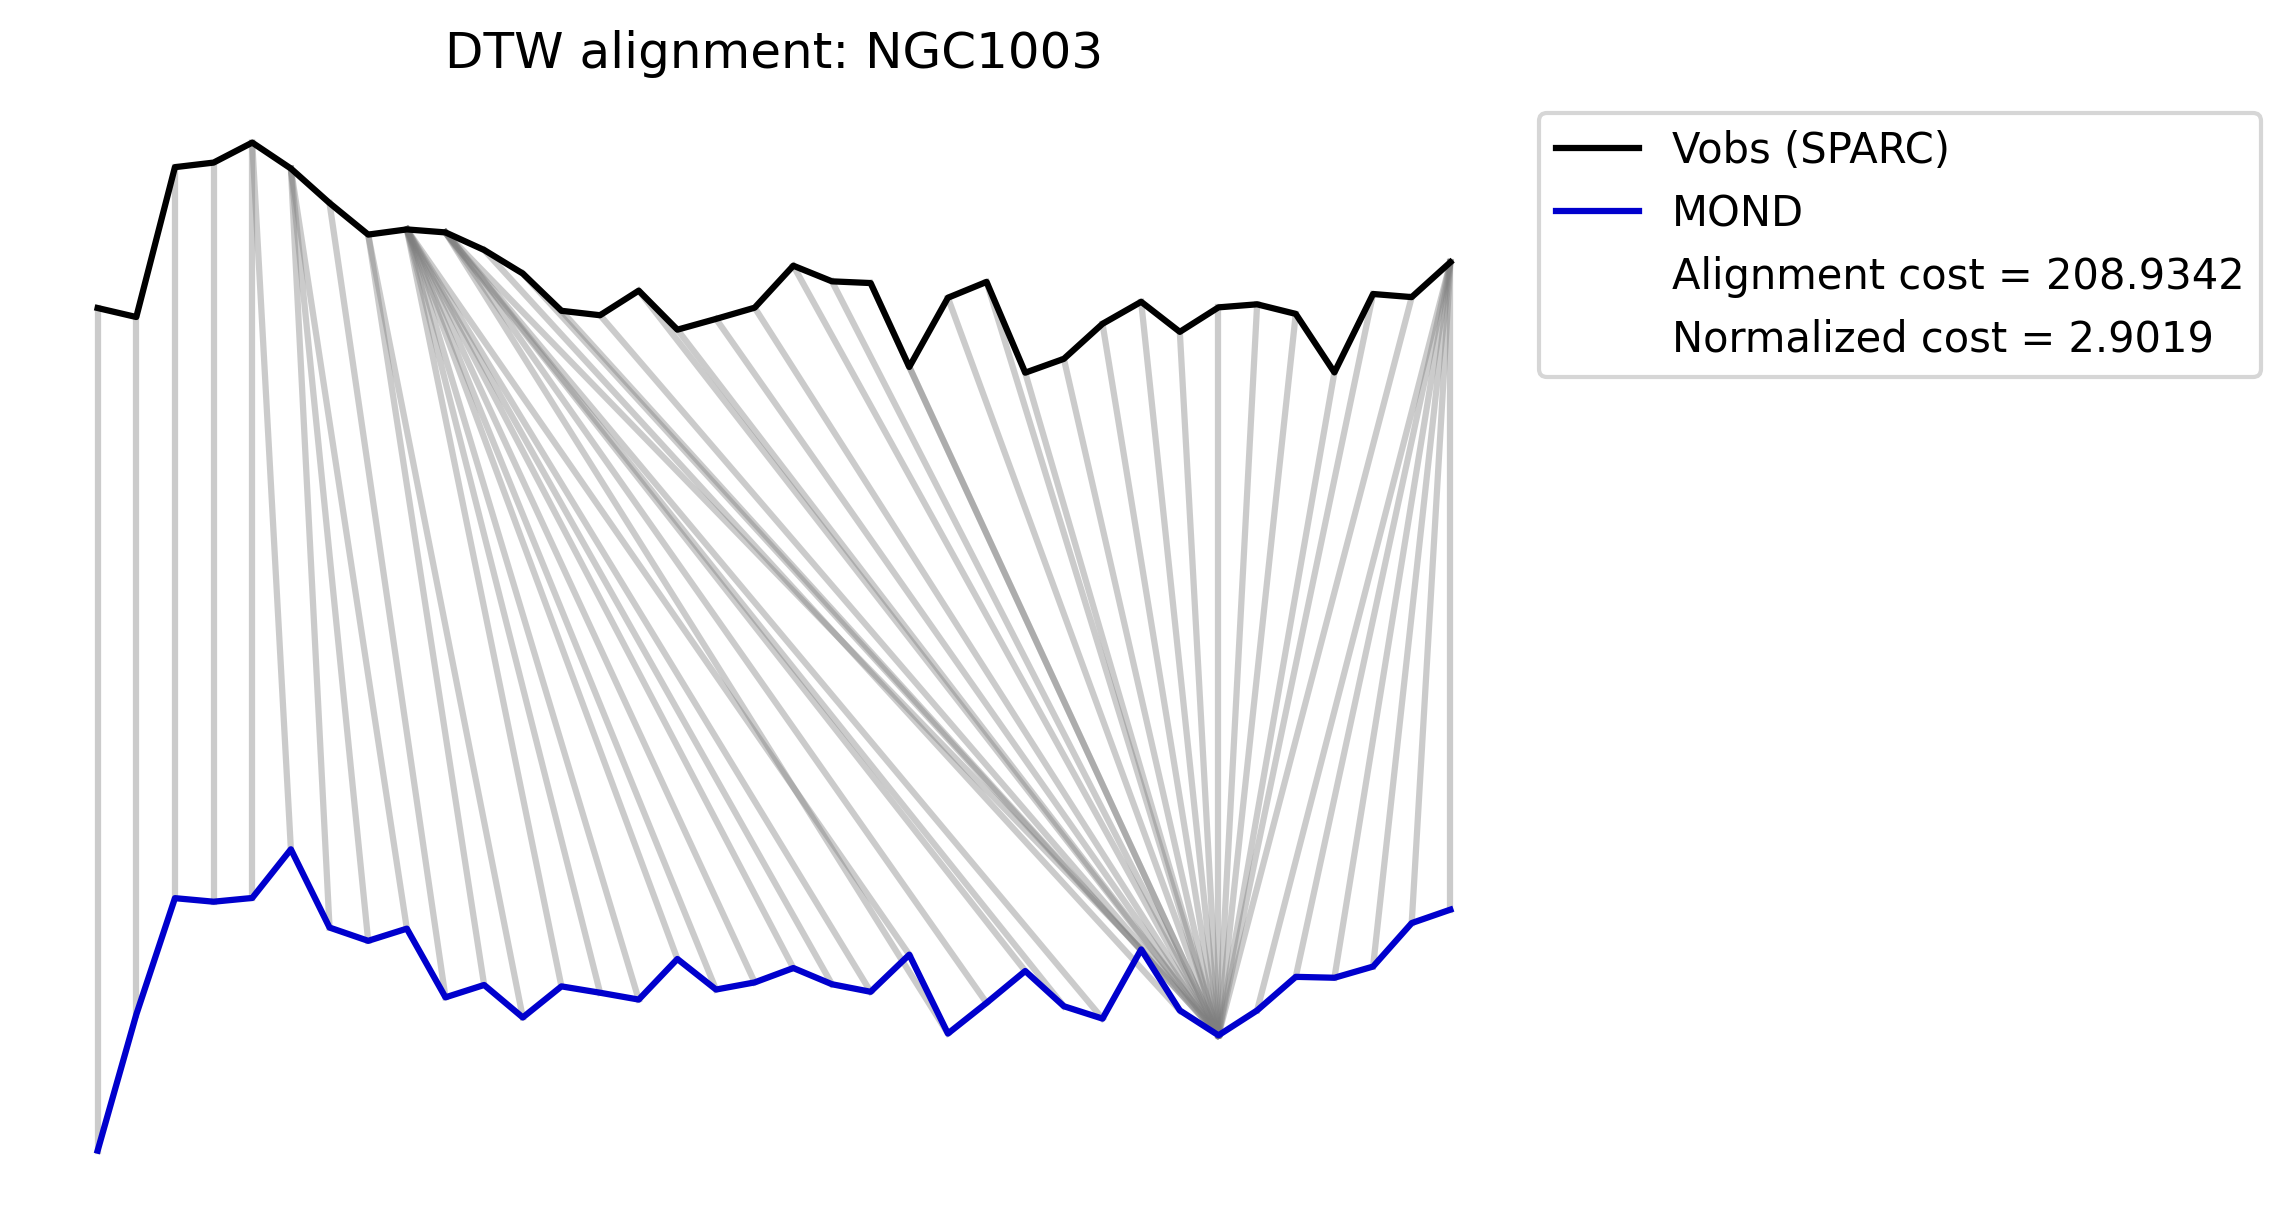 DTW alignment: NGC1003
Vobs (SPARC)
MOND
Alignment cost = 208.9342
Normalized cost = 2.9019